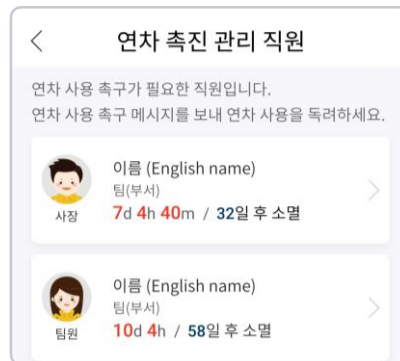 연차 촉진 관리 직원
연차 사용 촉구가 필요한 직원입니다.
연차 사용 촉구 메시지를 보내 연차 사용을 독려하세요.
이름 (English name)
팀(부서)
사장
7d 4h 40m / 32일 후 소멸
이름 (English name)
팀(부서)
팀원
10d 4h / 58일 후 소멸